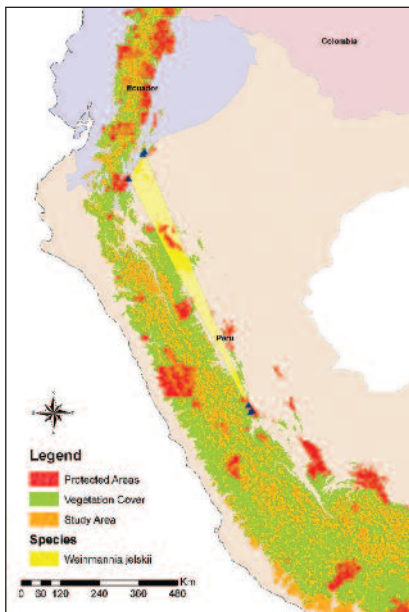 Colombia
Ecuador
Peru
Legend
Protected Areas
Vegetation Cover
Study Area
Species
Weinmannia jelskii
0 30 60 120 240 360 480 Km